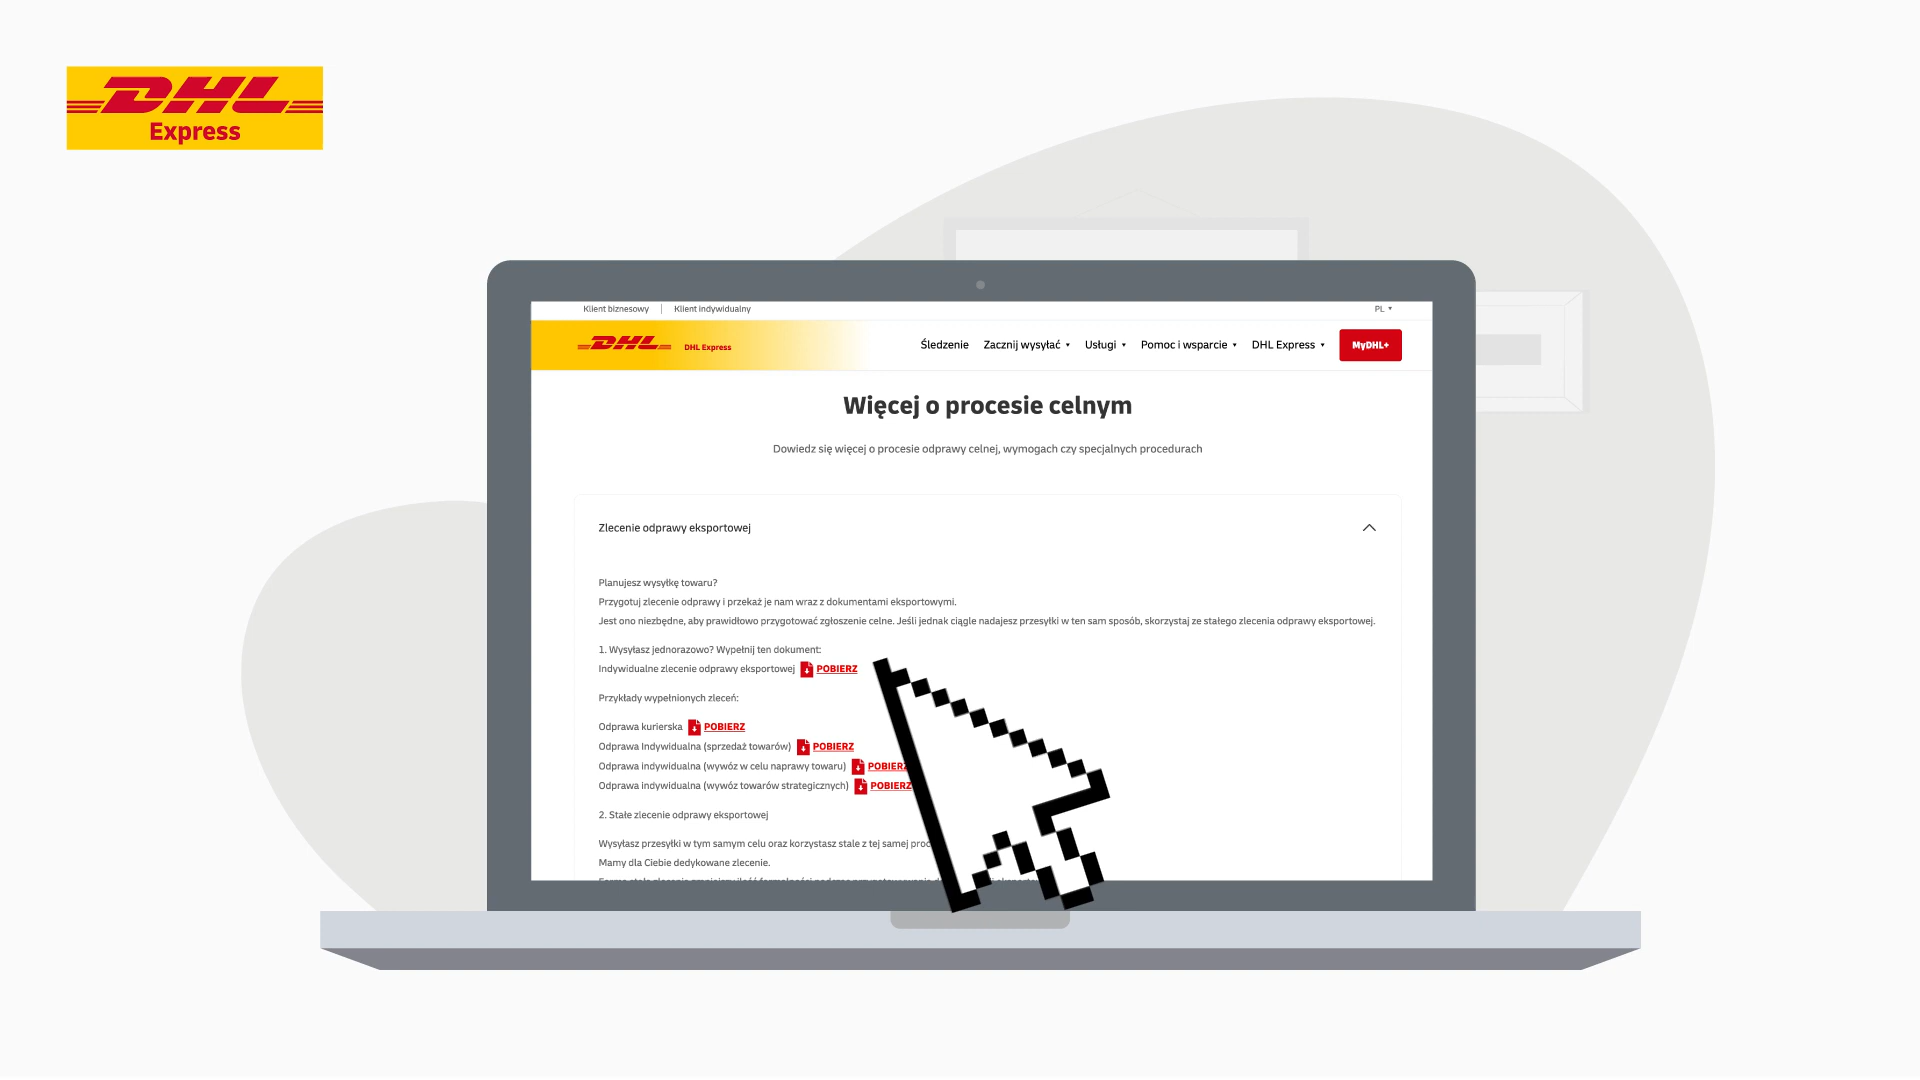 DHL
Express
Klient biznesowy | Klient indywidualny
PL
DHL DHL Express
Śledzenie Zacznij wysyłać Usługi Pomoc i wsparcie DHL Express MyDHL+
Więcej o procesie celnym
Dowiedz się więcej o procesie odprawy celnej, wymogach czy specjalnych procedurach
Zlecenie odprawy eksportowej
Planujesz wysyłkę towaru?
Przygotuj zlecenie odprawy i przekaż je nam wraz z dokumentami eksportowymi.
Jest ono niezbędne, aby prawidłowo przygotować zgłoszenie celne. Jeśli jednak ciągle nadajesz przesyłki w ten sam sposób, skorzystaj ze stałego zlecenia odprawy eksportowej.
1. Wysyłasz jednorazowo? Wypełnij ten dokument:
Indywidualne zlecenie odprawy eksportowej POBIERZ
Przykłady wypełnionych zleceń:
Odprawa kurierska POBIERZ
Odprawa Indywidualna (sprzedaż towarów) POBIERZ
Odprawa indywidualna (wywóz w celu naprawy towaru) POBIERZ
Odprawa indywidualna (wywóz towarów strategicznych) POBIERZ
2. Stałe zlecenie odprawy eksportowej
Wysyłasz przesyłki w tym samym celu oraz korzystasz stale z tej samej
Mamy dla Ciebie dedykowane zlecenie.